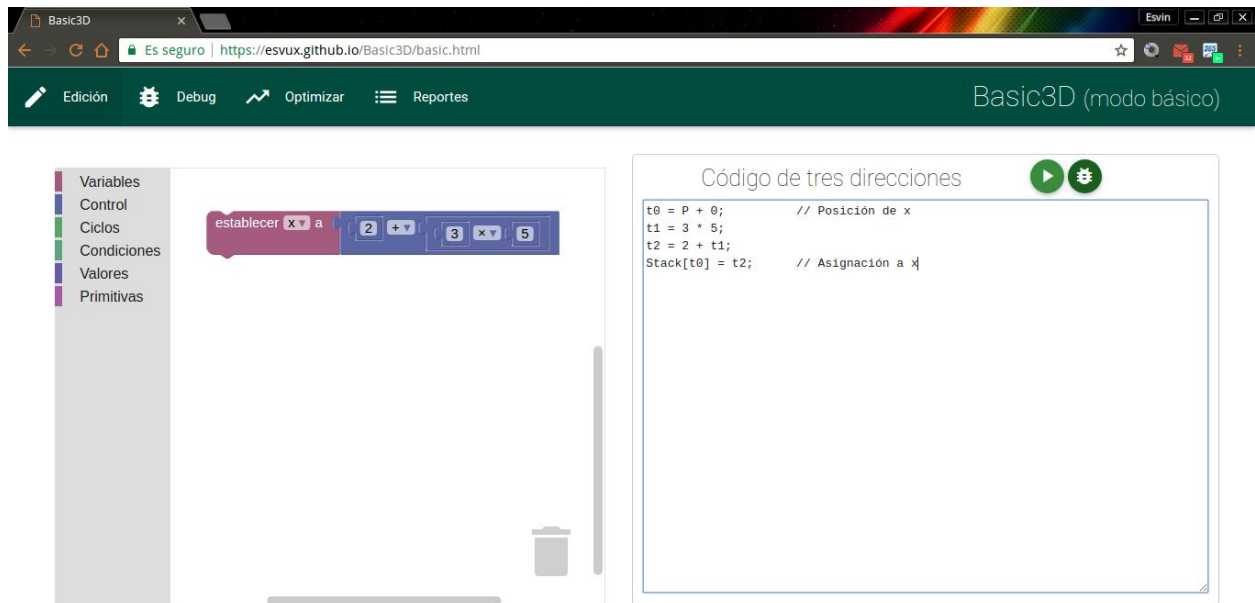 Basic3D
Esvin
Es seguro | https://esvux.github.io/Basic3D/basic.html
32
365
Edición Debug Optimizar Reportes Basic3D (modo básico)
Variables
Control
Ciclos
Condiciones
Valores
Primitivas
establecer x a 2 + 3 × 5
Código de tres direcciones
t0 = P + 0; // Posición de x
t1 = 3 * 5;
t2 = 2 + t1;
Stack[t0] = t2; // Asignación a x